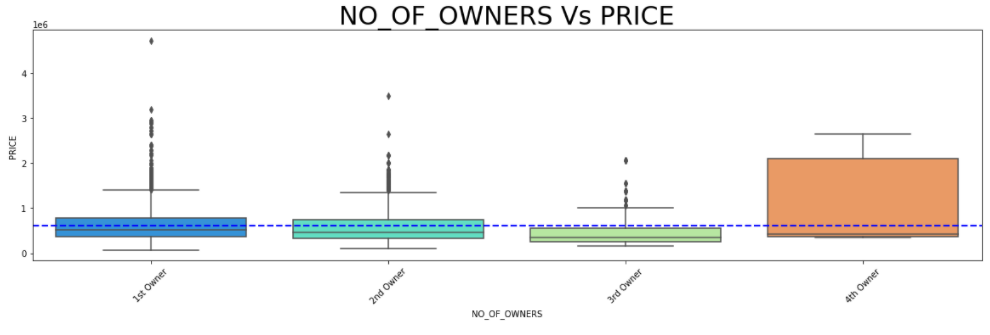 NO_OF_OWNERS Vs PRICE
1e6
4
3
2
1
0
PRICE
1st Owner
2nd Owner
3rd Owner
4th Owner
NO_OF_OWNERS